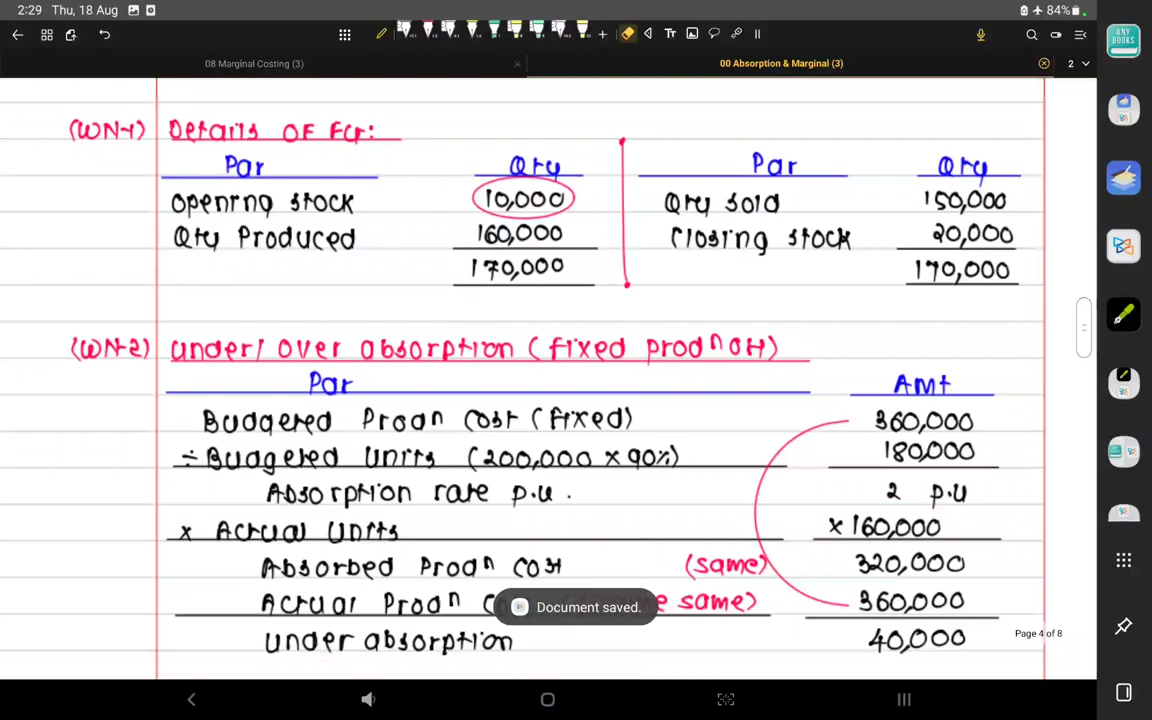 2:29 Thu, 18 Aug 84%
08 Marginal Costing (3) 00 Absorption & Marginal (3) 2
ANY BOOKS
(WN-1) Details OF FG:
Par Qty Par Qty
Opening stock 10,000 Qty sold 150,000
Qty Produced 160,000 Closing stock 20,000
170,000 170,000
(WN-2) Under/ Over absorption (fixed prodn OH)
Par Amt
Budgeted Prodn Cost (fixed) 360,000
÷ Budgeted Units (200,000 x 90%) 180,000
Absorption rate p.u. 2 p.u
x Actual Units x 160,000
Absorbed Prodn Cost (same) 320,000
Actual Prodn same) 360,000
Document saved.
under absorption 40,000
Page 4 of 8